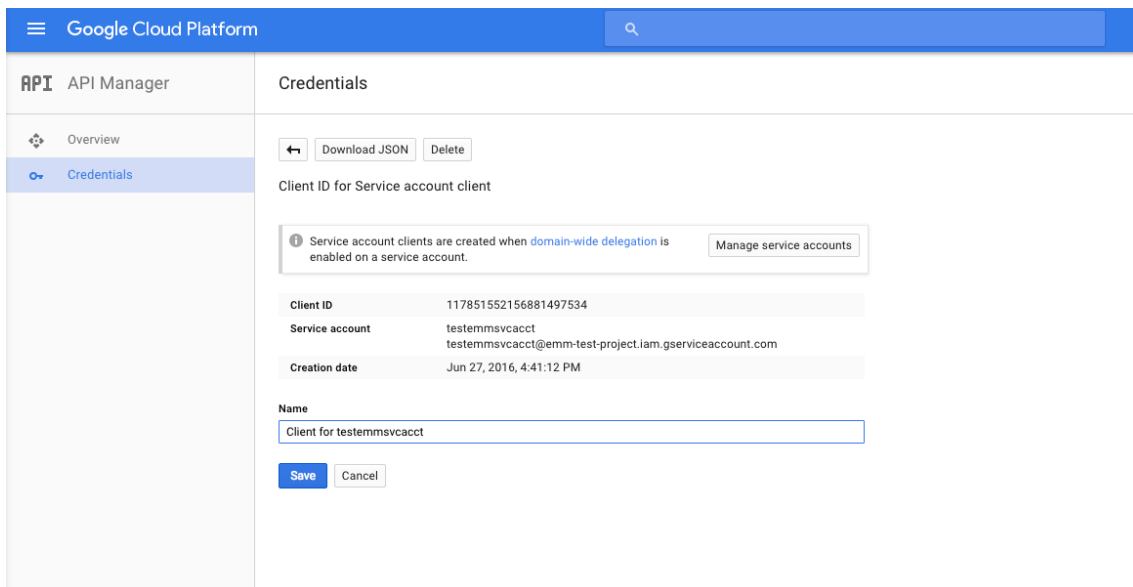 Google Cloud Platform
API API Manager
Credentials
Overview
Credentials
Download JSON
Delete
Client ID for Service account client
Service account clients are created when domain-wide delegation is
enabled on a service account.
Manage service accounts
Client ID 117851552156881497534
Service account testemmsvcacct
testemmsvcacct@emm-test-project.iam.gserviceaccount.com
Creation date Jun 27, 2016, 4:41:12 PM
Name
Client for testemmsvcacct
Save
Cancel